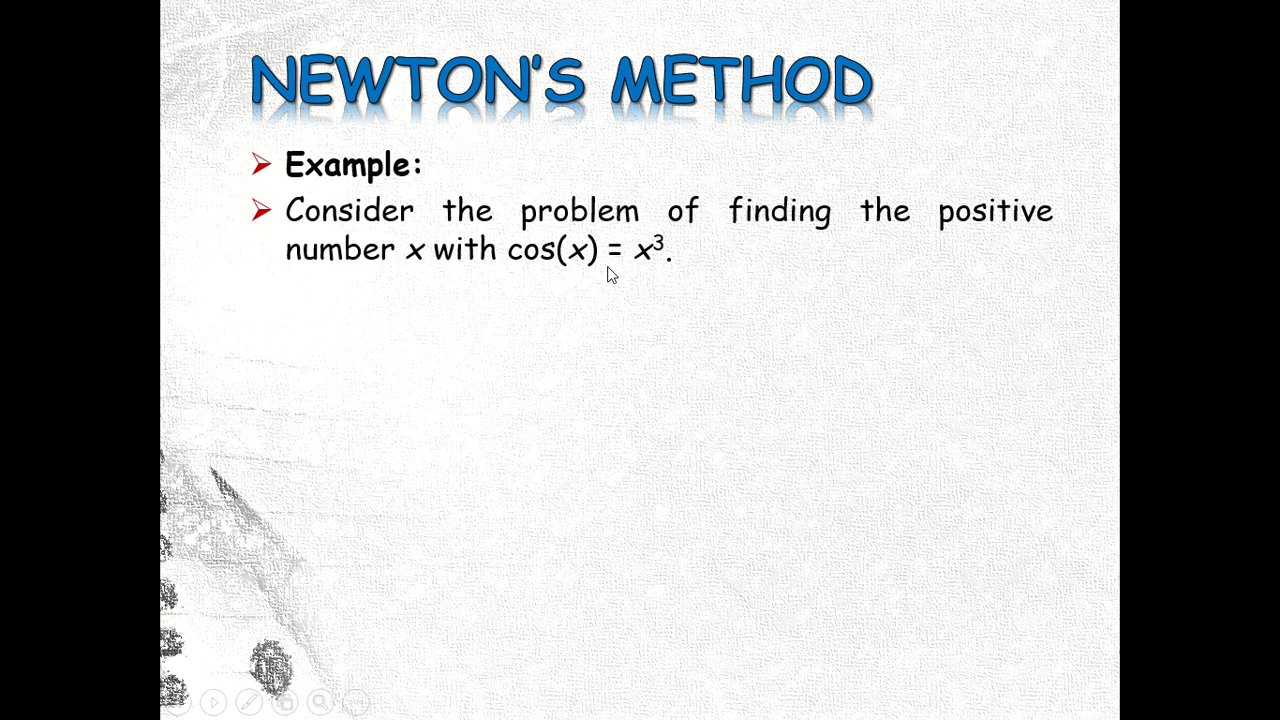 NEWTON'S METHOD
Example:
Consider the problem of finding the positive
number x with cos(x) = x³.